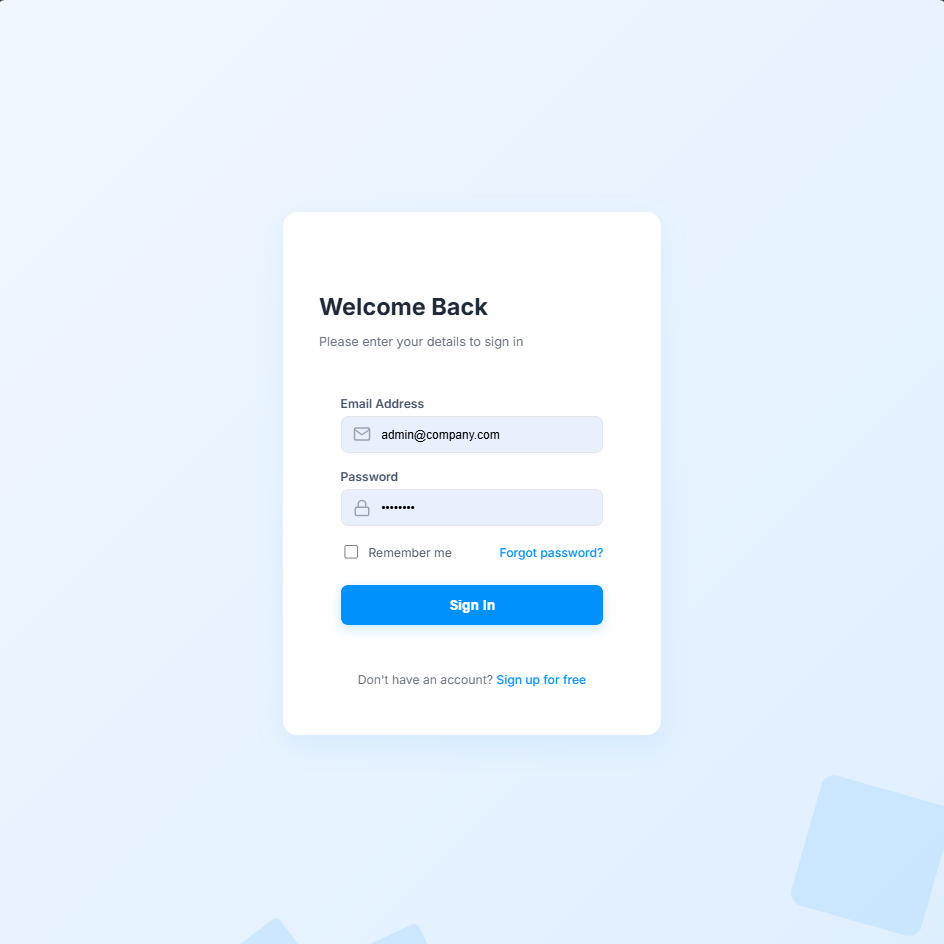 Welcome Back
Please enter your details to sign in
Email Address
admin@company.com
Password
••••••••
Remember me
Forgot password?
Sign In
Don't have an account? Sign up for free